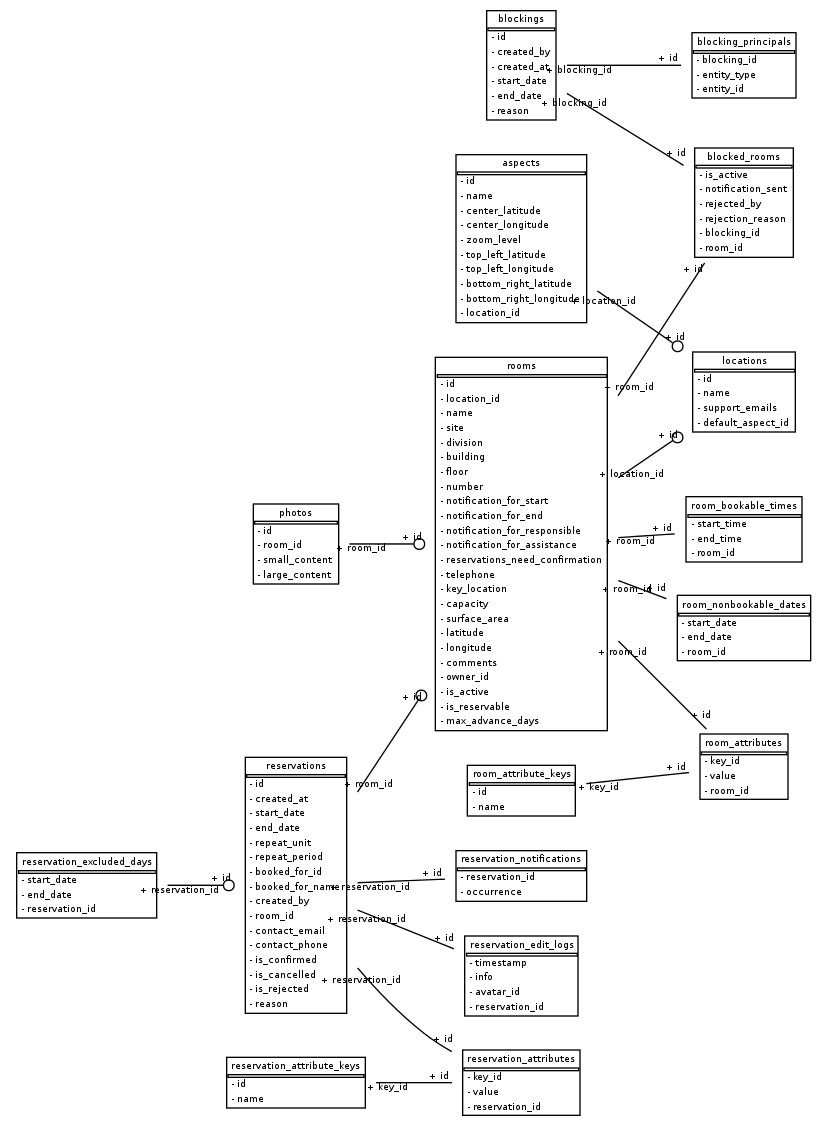 blockings
- id
- created_by
- created_at
- start_date
- end_date
- reason
+ blocking_id
+ id
+ blocking_id
+ id
blocking_principals
- blocking_id
- entity_type
- entity_id
blocked_rooms
- is_active
- notification_sent
- rejected_by
- rejection_reason
- blocking_id
- room_id
aspects
- id
- name
- center_latitude
- center_longitude
- zoom_level
- top_left_latitude
- top_left_longitude
- bottom_right_latitude
- bottom_right_longitude
- location_id
+ location_id
+ id
+ id
+ room_id
locations
- id
- name
- support_emails
- default_aspect_id
rooms
- id
- location_id
- name
- site
- division
- building
- floor
- number
- notification_for_start
- notification_for_end
- notification_for_responsible
- notification_for_assistance
- reservations_need_confirmation
- telephone
- key_location
- capacity
- surface_area
- latitude
- longitude
- comments
- owner_id
- is_active
- is_reservable
- max_advance_days
+ id
+ location_id
+ id
+ room_id
+ id
+ room_id
+ room_id
+ id
room_bookable_times
- start_time
- end_time
- room_id
room_nonbookable_dates
- start_date
- end_date
- room_id
photos
- id
- room_id
- small_content
- large_content
+ room_id
+ id
room_attributes
- key_id
- value
- room_id
room_attribute_keys
- id
- name
+ key_id
+ id
reservations
- id
- created_at
- start_date
- end_date
- repeat_unit
- repeat_period
- booked_for_id
- booked_for_name
- created_by
- room_id
- contact_email
- contact_phone
- is_confirmed
- is_cancelled
- is_rejected
- reason
+ id
+ room_id
reservation_excluded_days
- start_date
- end_date
- reservation_id
+ reservation_id
+ id
+ reservation_id
+ id
+ reservation_id
+ id
+ reservation_id
+ id
reservation_notifications
- reservation_id
- occurrence
reservation_edit_logs
- timestamp
- info
- avatar_id
- reservation_id
reservation_attribute_keys
- id
- name
+ key_id
+ id
reservation_attributes
- key_id
- value
- reservation_id